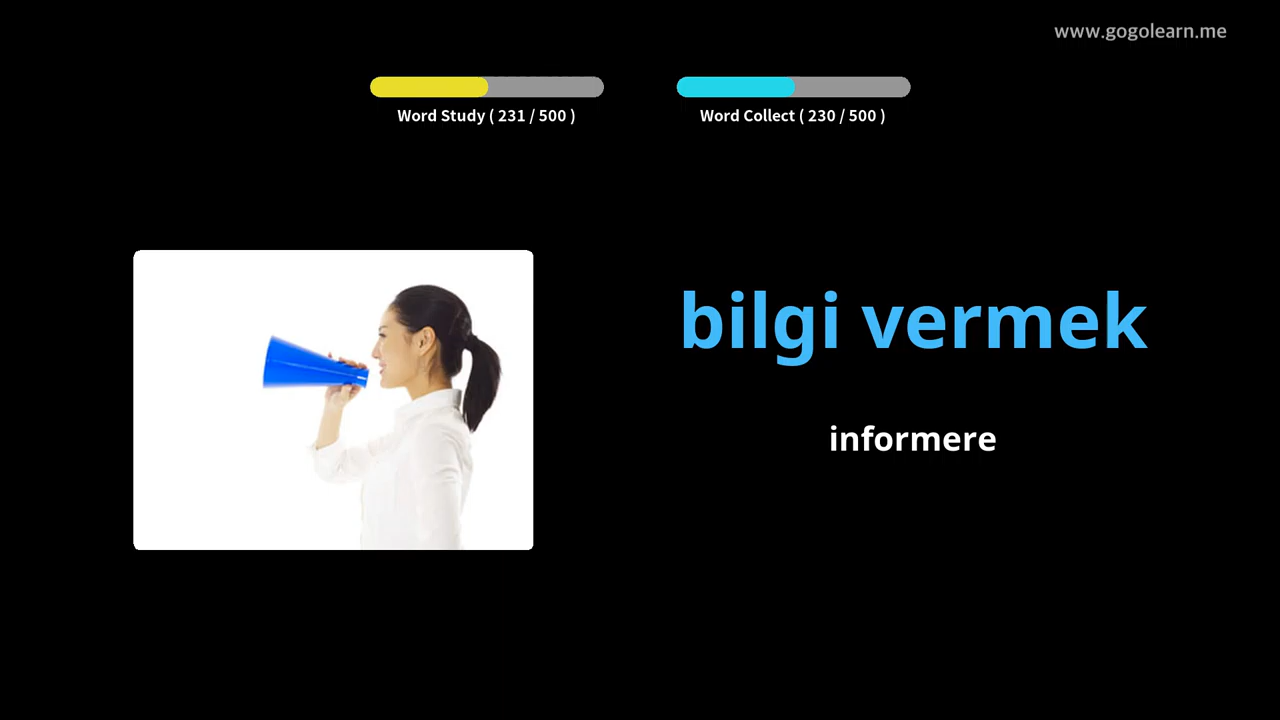 www.gogolearn.me
Word Study ( 231 / 500 )
Word Collect ( 230 / 500 )
bilgi vermek
informere